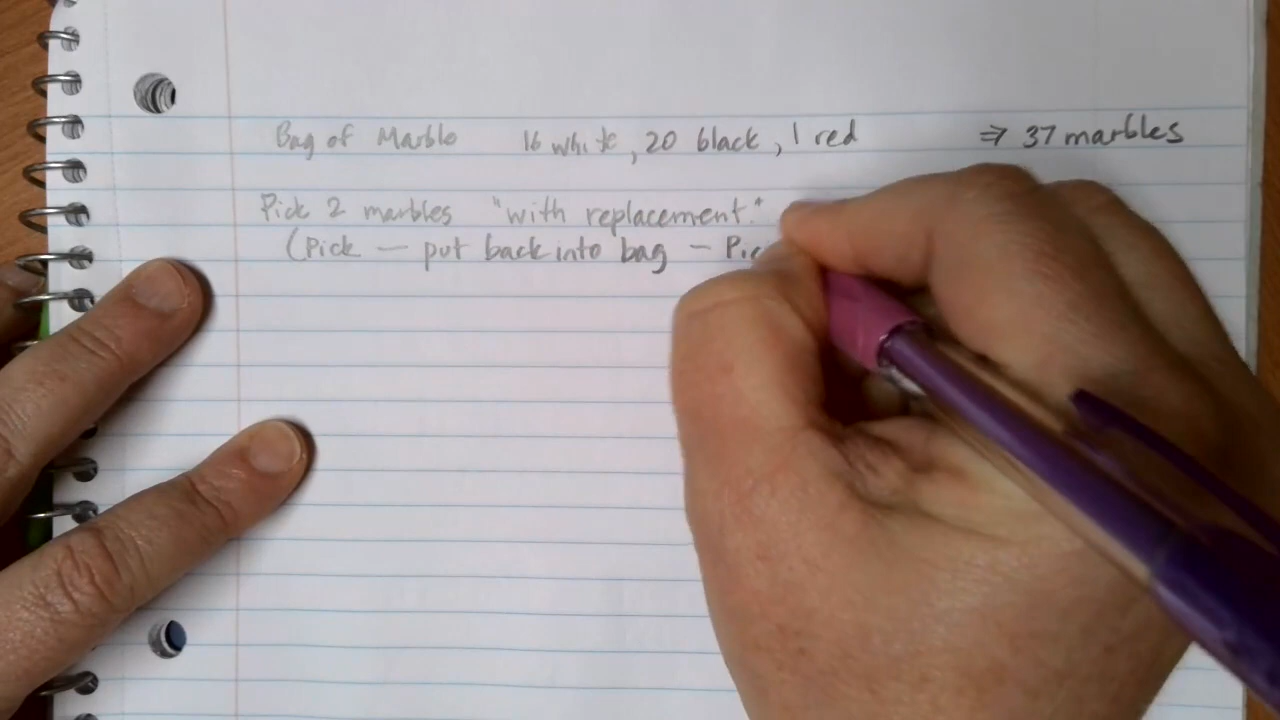 Bag of Marble 16 white, 20 black, 1 red ⇒ 37 marbles
Pick 2 marbles "with replacement."
(Pick — put back into bag — Pic